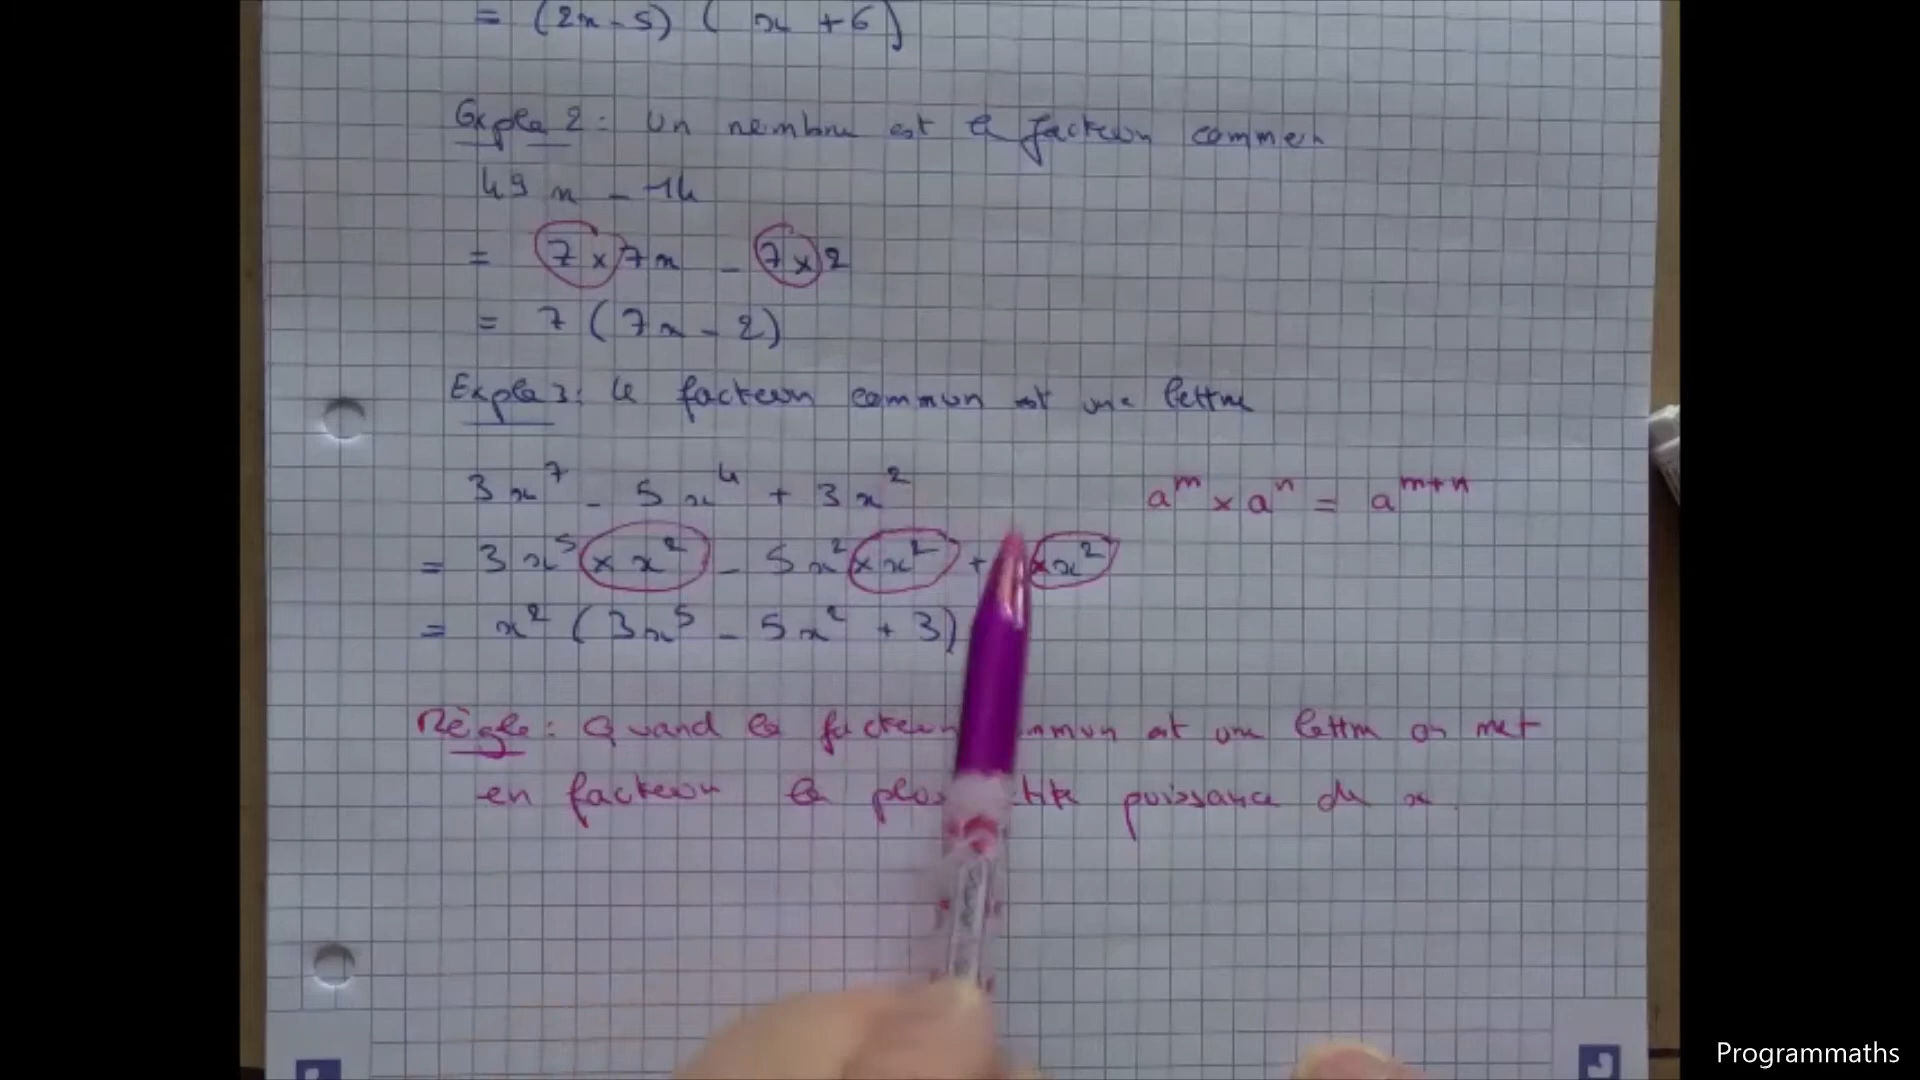 = (2x-5) ( x +6)
Exple 2: Un nombre est le facteur commun
49 x - 14
= 7 x 7x - 7 x 2
= 7 (7x - 2)
Exple 3: le facteur commun est une lettre
3x⁷ - 5x⁴ + 3x²
aᵐ × aⁿ = aᵐ⁺ⁿ
= 3x⁵ × x² - 5x² × x² + × x²
= x² (3x⁵ - 5x² + 3)
Règle: Quand le facteur commun est une lettre on met
en facteur la plus puissance de x.
Programmaths